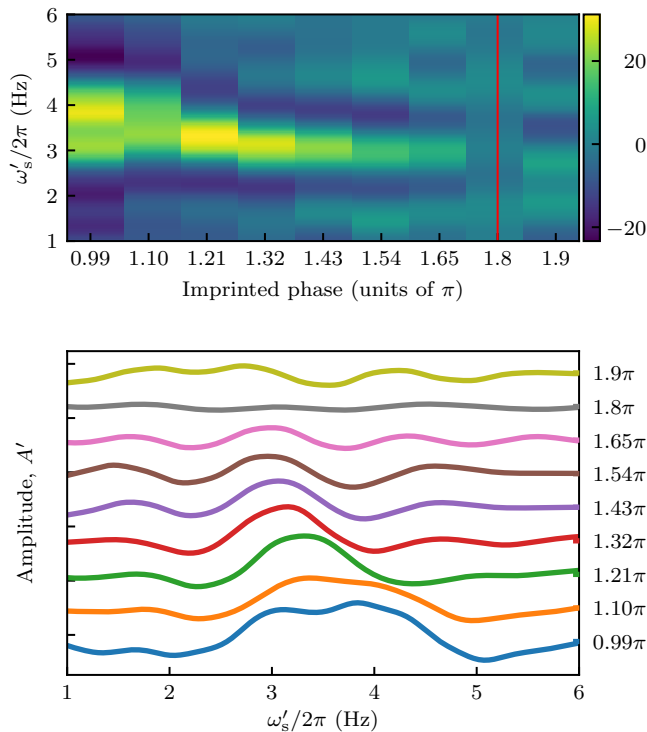 6
5
4
3
2
1
ω′ₛ/2π (Hz)
20
0
−20
0.99 1.10 1.21 1.32 1.43 1.54 1.65 1.8 1.9
Imprinted phase (units of π)
Amplitude, A′
1.9π
1.8π
1.65π
1.54π
1.43π
1.32π
1.21π
1.10π
0.99π
1 2 3 4 5 6
ω′ₛ/2π (Hz)